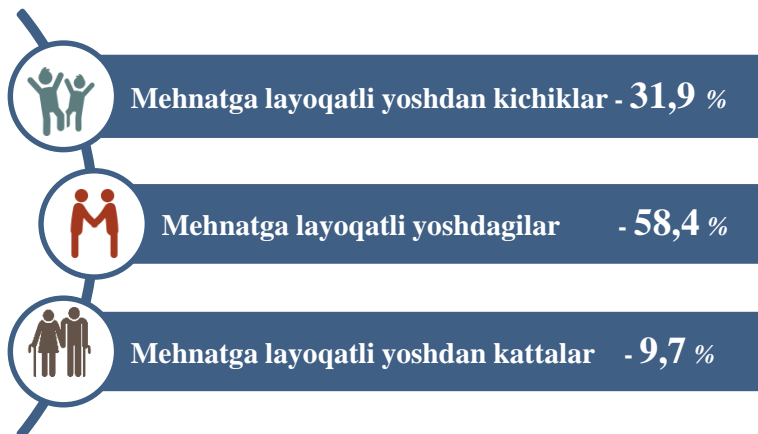 Mehnatga layoqatli yoshdan kichiklar - 31,9 %
Mehnatga layoqatli yoshdagilar - 58,4 %
Mehnatga layoqatli yoshdan kattalar - 9,7 %